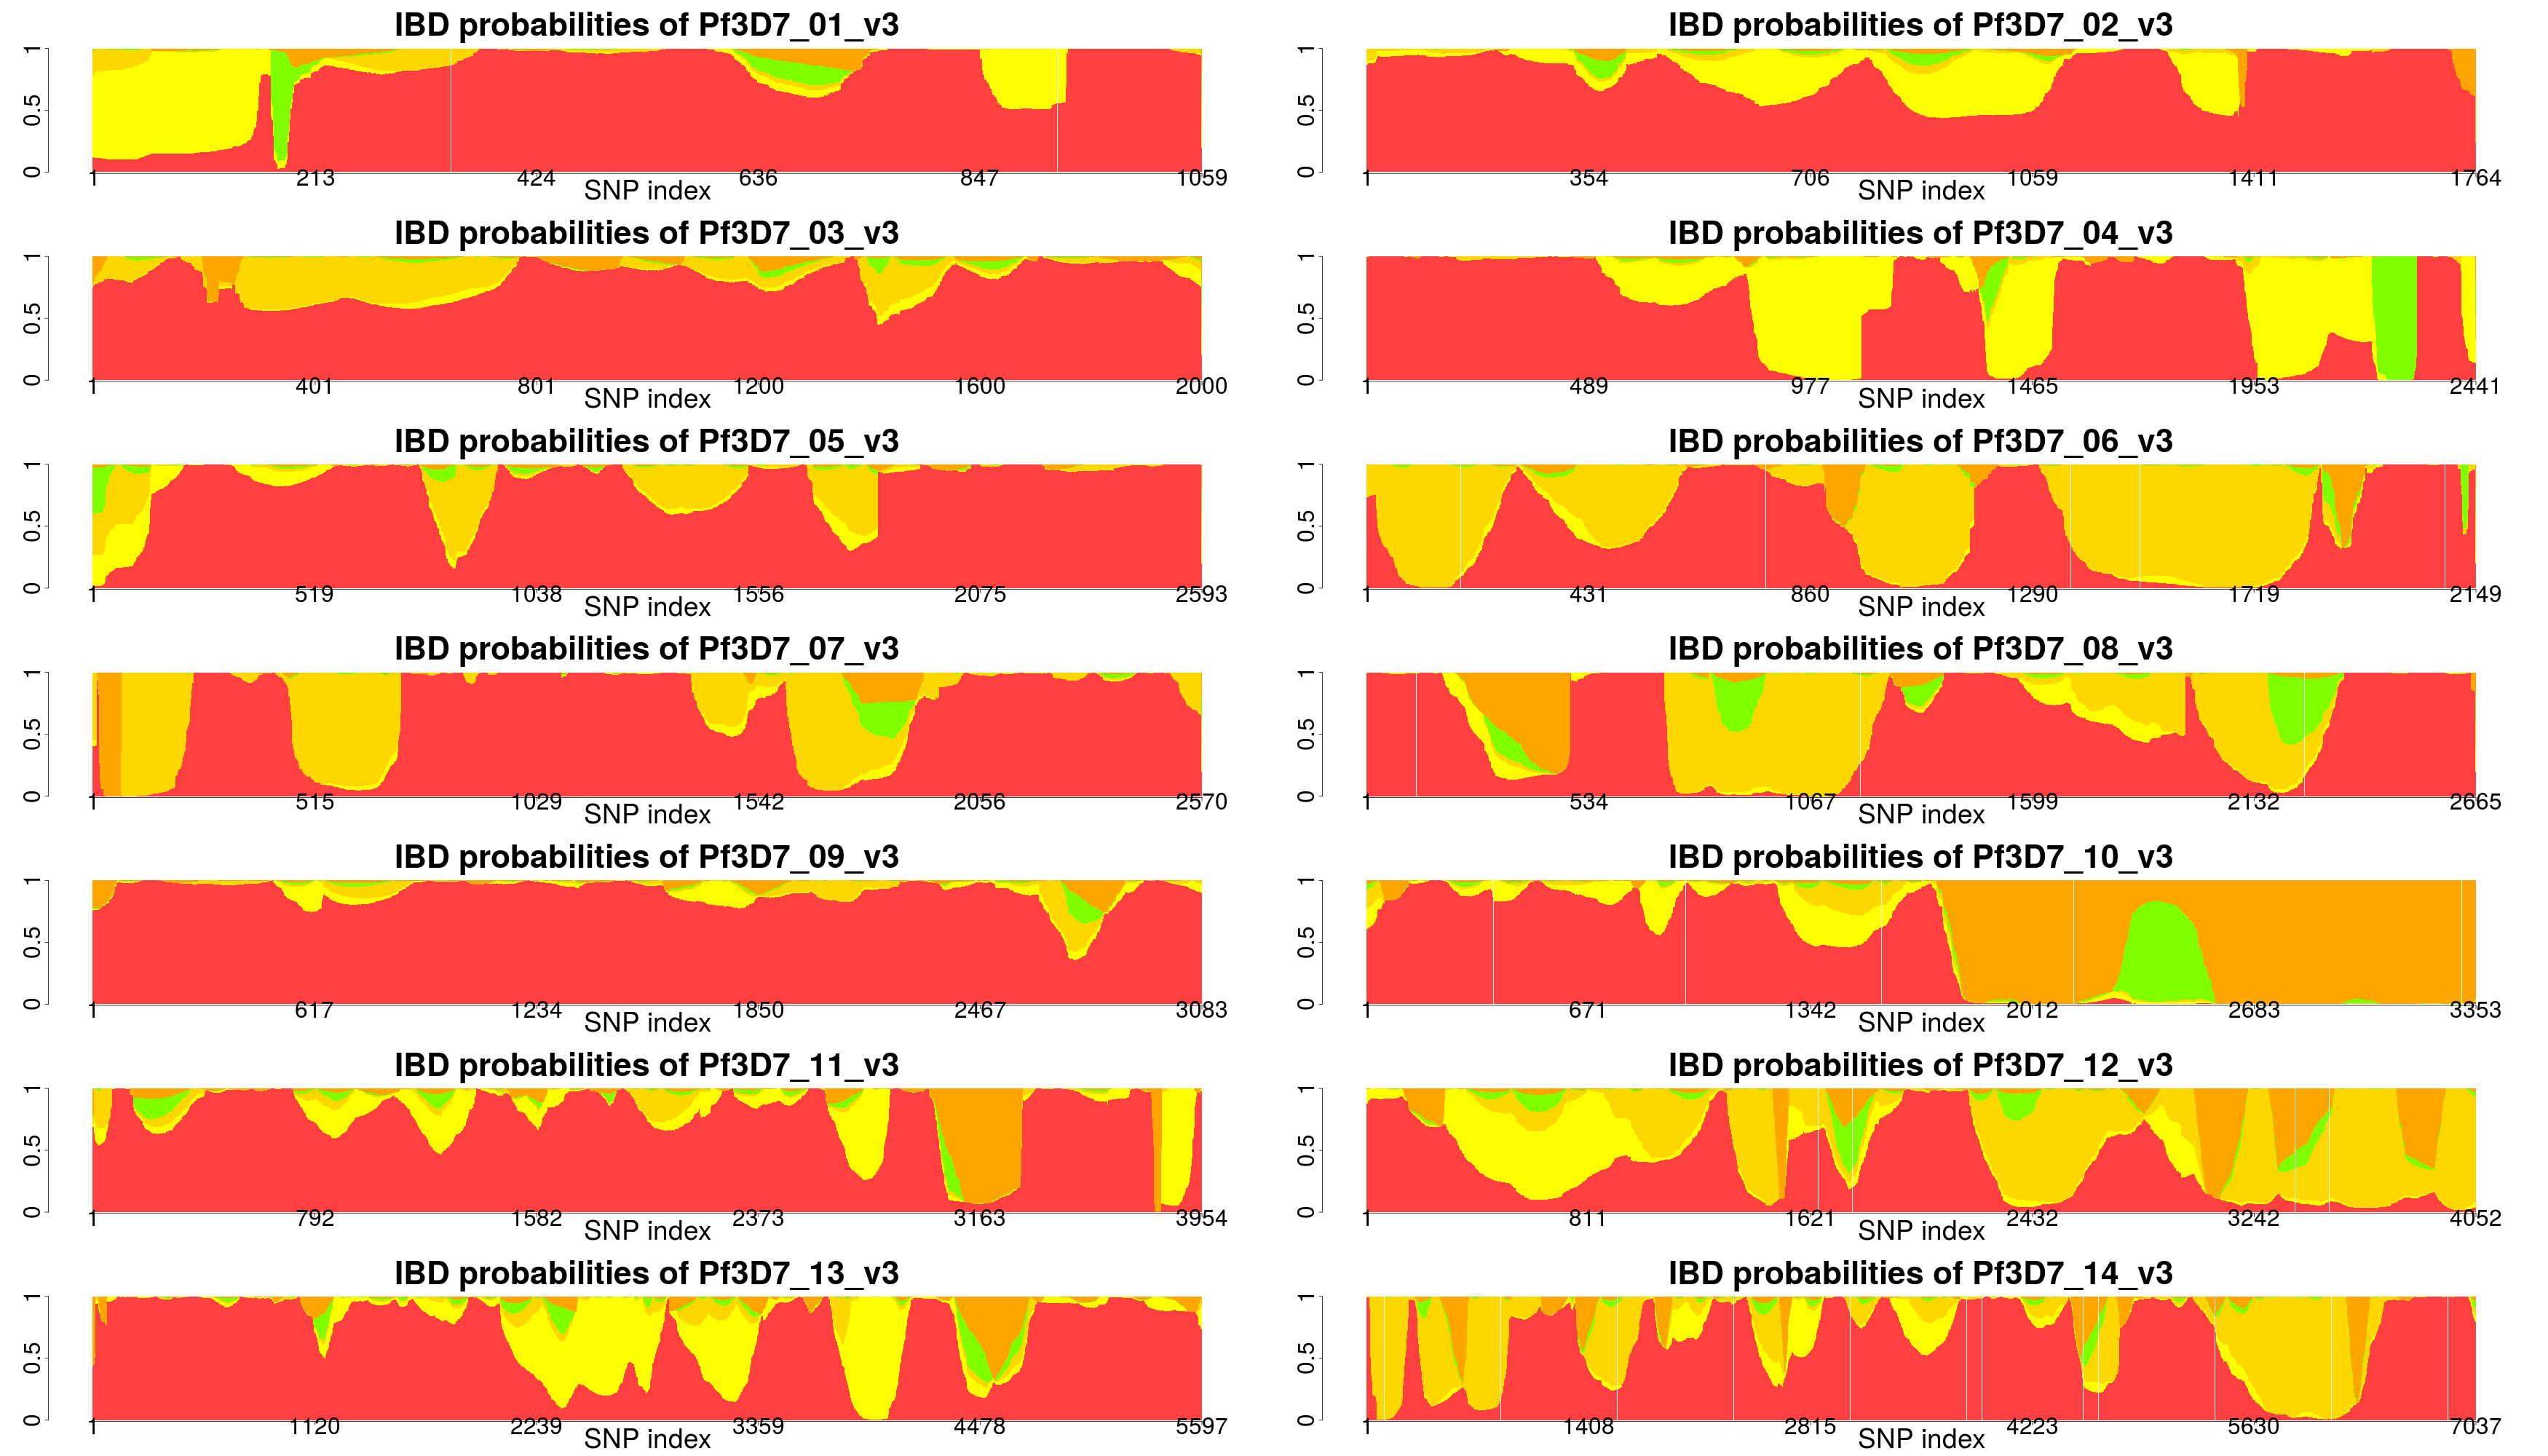 IBD probabilities of Pf3D7_01_v3
0 0.5 1
1 213 424 636 847 1059
SNP index
IBD probabilities of Pf3D7_02_v3
0 0.5 1
1 354 706 1059 1411 1764
SNP index
IBD probabilities of Pf3D7_03_v3
0 0.5 1
1 401 801 1200 1600 2000
SNP index
IBD probabilities of Pf3D7_04_v3
0 0.5 1
1 489 977 1465 1953 2441
SNP index
IBD probabilities of Pf3D7_05_v3
0 0.5 1
1 519 1038 1556 2075 2593
SNP index
IBD probabilities of Pf3D7_06_v3
0 0.5 1
1 431 860 1290 1719 2149
SNP index
IBD probabilities of Pf3D7_07_v3
0 0.5 1
1 515 1029 1542 2056 2570
SNP index
IBD probabilities of Pf3D7_08_v3
0 0.5 1
1 534 1067 1599 2132 2665
SNP index
IBD probabilities of Pf3D7_09_v3
0 0.5 1
1 617 1234 1850 2467 3083
SNP index
IBD probabilities of Pf3D7_10_v3
0 0.5 1
1 671 1342 2012 2683 3353
SNP index
IBD probabilities of Pf3D7_11_v3
0 0.5 1
1 792 1582 2373 3163 3954
SNP index
IBD probabilities of Pf3D7_12_v3
0 0.5 1
1 811 1621 2432 3242 4052
SNP index
IBD probabilities of Pf3D7_13_v3
0 0.5 1
1 1120 2239 3359 4478 5597
SNP index
IBD probabilities of Pf3D7_14_v3
0 0.5 1
1 1408 2815 4223 5630 7037
SNP index